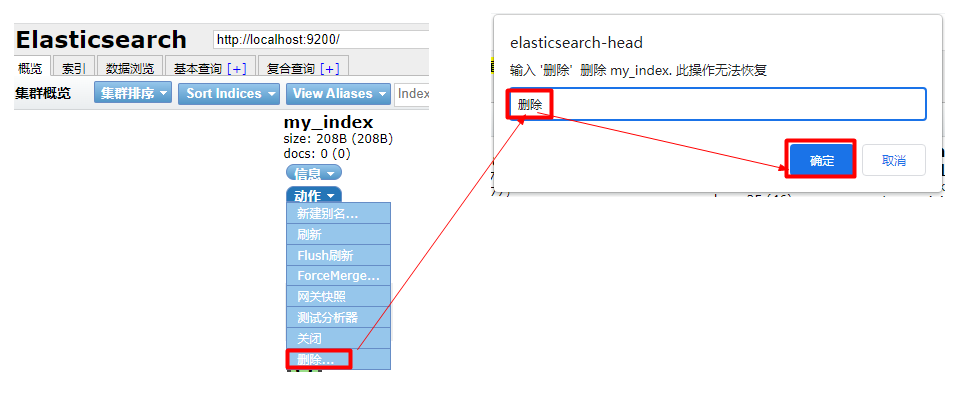 Elasticsearch
http://localhost:9200/
概览 索引 数据浏览 基本查询 [+] 复合查询 [+]
集群概览 集群排序 Sort Indices View Aliases Index
my_index
size: 208B (208B)
docs: 0 (0)
信息
动作
新建别名...
刷新
Flush刷新
ForceMerge...
网关快照
测试分析器
关闭
删除...
elasticsearch-head
输入 '删除' 删除 my_index. 此操作无法恢复
删除
确定 取消